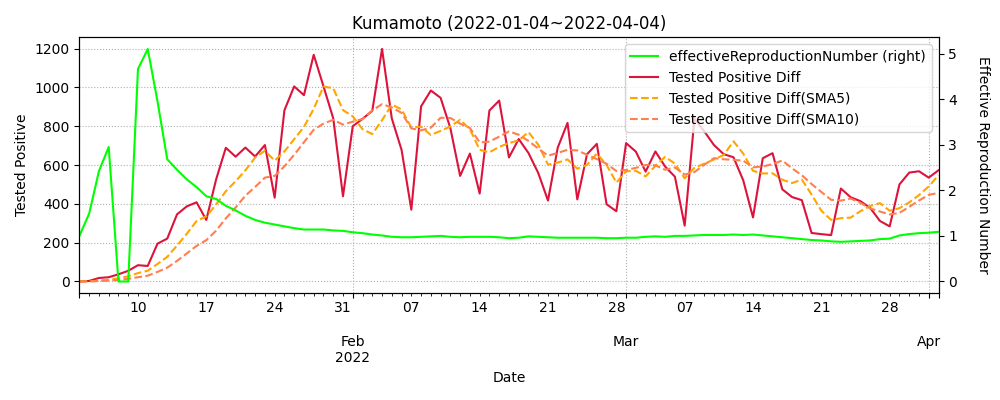 Kumamoto (2022-01-04~2022-04-04)
effectiveReproductionNumber (right)
Tested Positive Diff
Tested Positive Diff(SMA5)
Tested Positive Diff(SMA10)
Tested Positive
1200
1000
800
600
400
200
0
Effective Reproduction Number
5
4
3
2
1
0
10 17 24 31 07 14 21 28 07 14 21 28
Feb Mar Apr
2022
Date